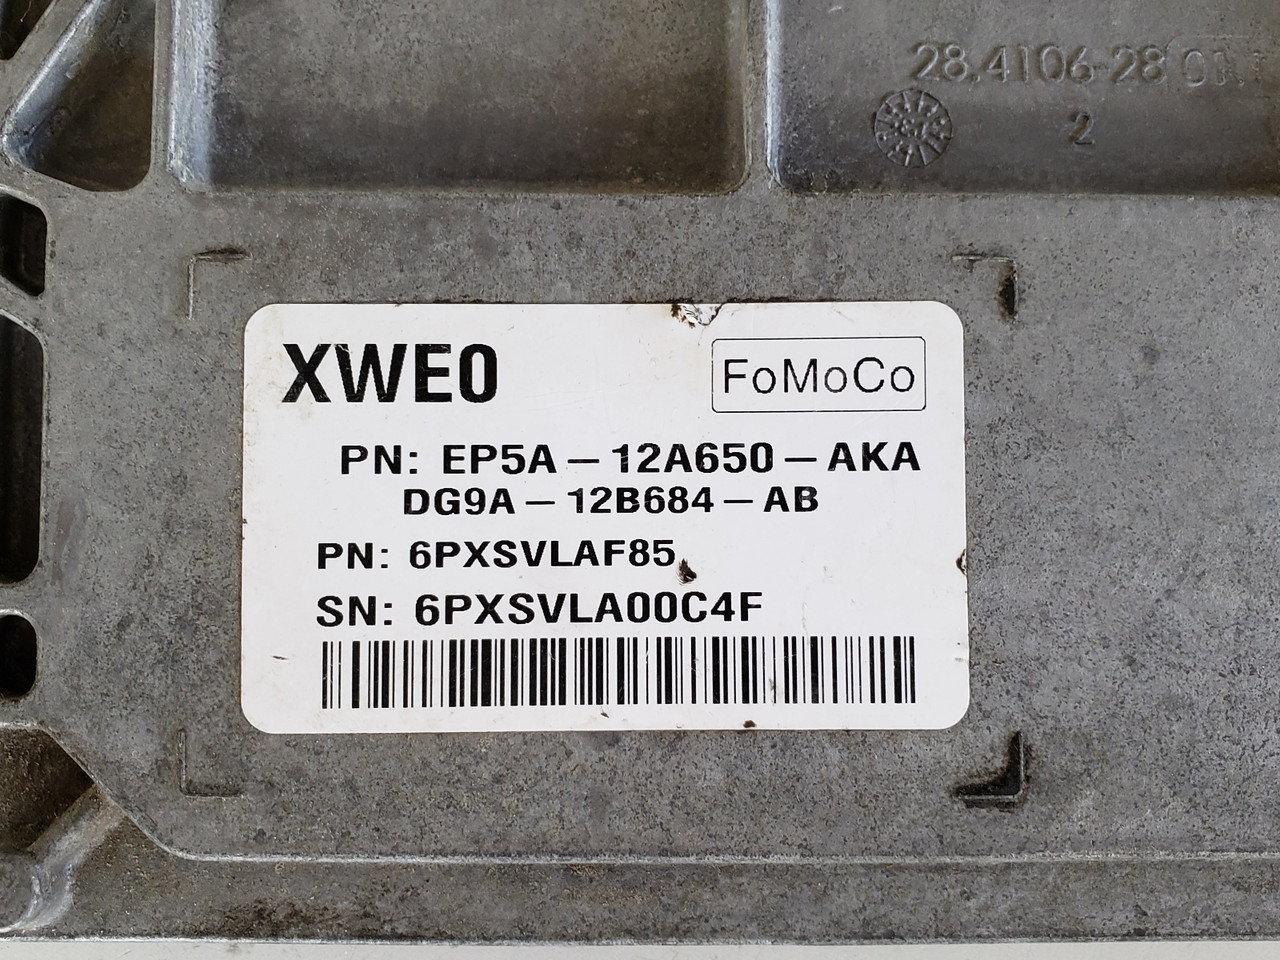 28.4106-28
2
XWE0
FoMoCo
PN: EP5A – 12A650 – AKA
DG9A – 12B684 – AB
PN: 6PXSVLAF85
SN: 6PXSVLA00C4F